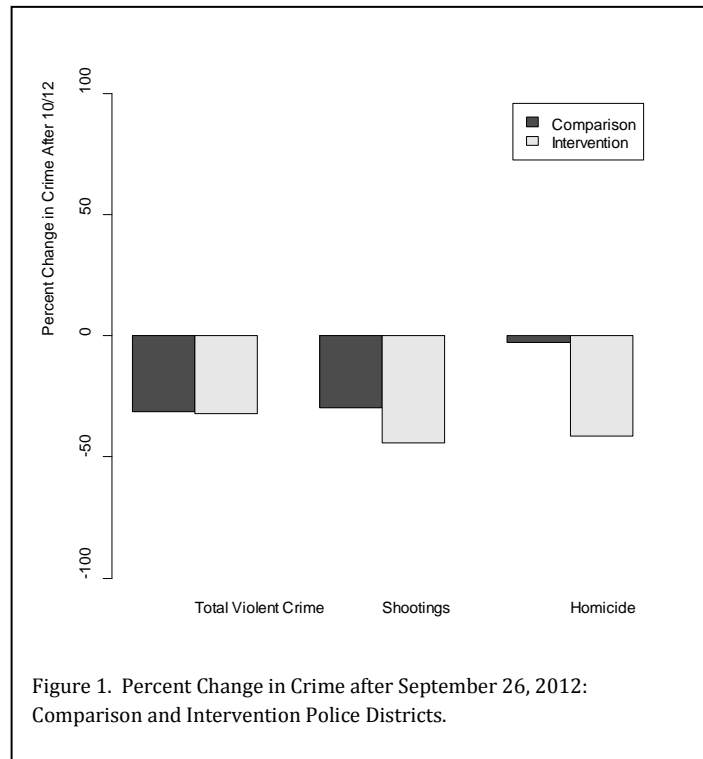 Percent Change in Crime After 10/12
100
50
0
-50
-100
Comparison
Intervention
Total Violent Crime
Shootings
Homicide
Figure 1.  Percent Change in Crime after September 26, 2012:
Comparison and Intervention Police Districts.